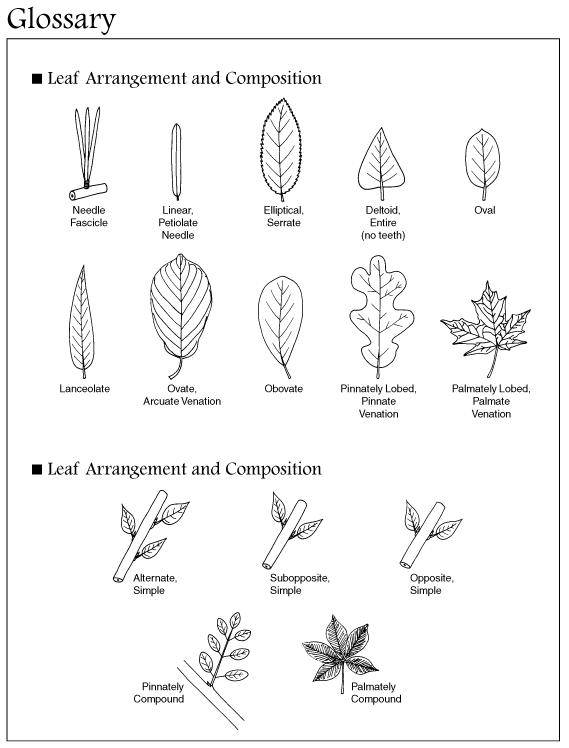 Glossary
■ Leaf Arrangement and Composition
Needle
Fascicle
Linear,
Petiolate
Needle
Elliptical,
Serrate
Deltoid,
Entire
(no teeth)
Oval
Lanceolate
Ovate,
Arcuate Venation
Obovate
Pinnately Lobed,
Pinnate
Venation
Palmately Lobed,
Palmate
Venation
■ Leaf Arrangement and Composition
Alternate,
Simple
Subopposite,
Simple
Opposite,
Simple
Pinnately
Compound
Palmately
Compound